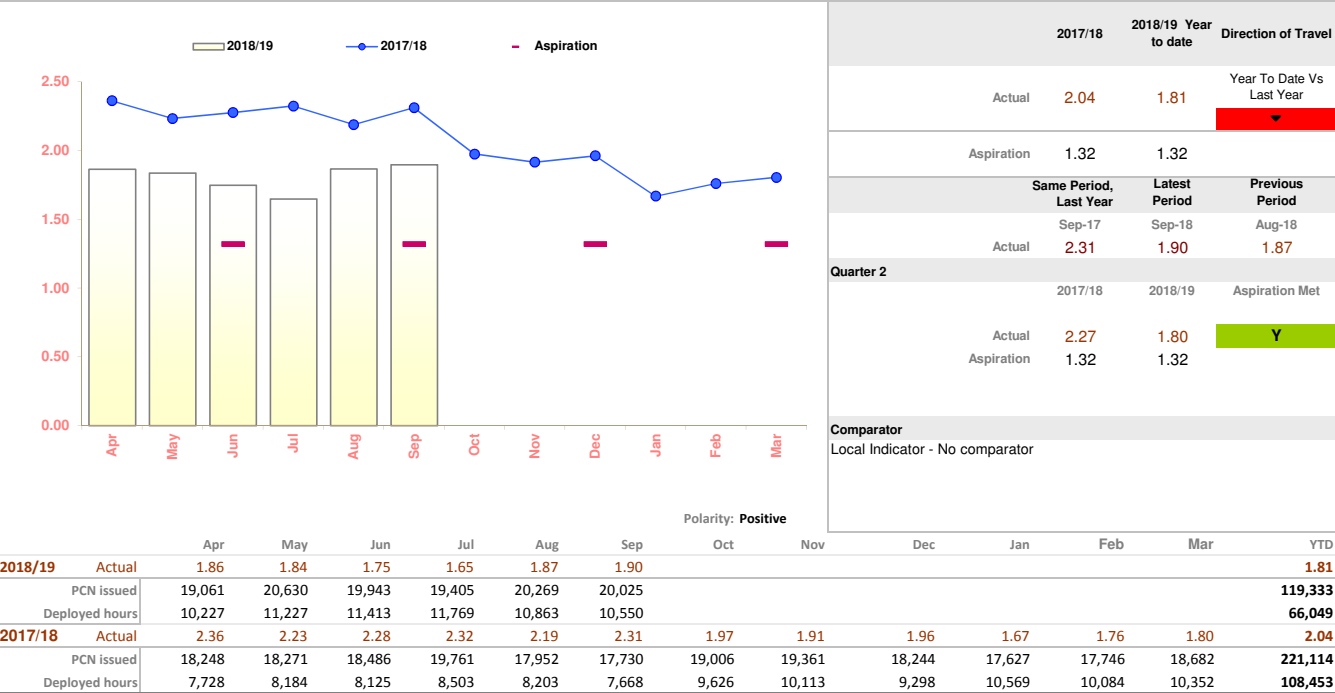 2018/19 2017/18 Aspiration
2.50
2.00
1.50
1.00
0.50
0.00
Apr May Jun Jul Aug Sep Oct Nov Dec Jan Feb Mar
2017/18 2018/19 Year to date Direction of Travel
Actual 2.04 1.81 Year To Date Vs Last Year
▼
Aspiration 1.32 1.32
Same Period, Last Year Latest Period Previous Period
Sep-17 Sep-18 Aug-18
Actual 2.31 1.90 1.87
Quarter 2
2017/18 2018/19 Aspiration Met
Actual 2.27 1.80 Y
Aspiration 1.32 1.32
Comparator
Local Indicator - No comparator
Polarity: Positive
Apr May Jun Jul Aug Sep Oct Nov Dec Jan Feb Mar YTD
2018/19 Actual 1.86 1.84 1.75 1.65 1.87 1.90 1.81
PCN issued 19,061 20,630 19,943 19,405 20,269 20,025 119,333
Deployed hours 10,227 11,227 11,413 11,769 10,863 10,550 66,049
2017/18 Actual 2.36 2.23 2.28 2.32 2.19 2.31 1.97 1.91 1.96 1.67 1.76 1.80 2.04
PCN issued 18,248 18,271 18,486 19,761 17,952 17,730 19,006 19,361 18,244 17,627 17,746 18,682 221,114
Deployed hours 7,728 8,184 8,125 8,503 8,203 7,668 9,626 10,113 9,298 10,569 10,084 10,352 108,453